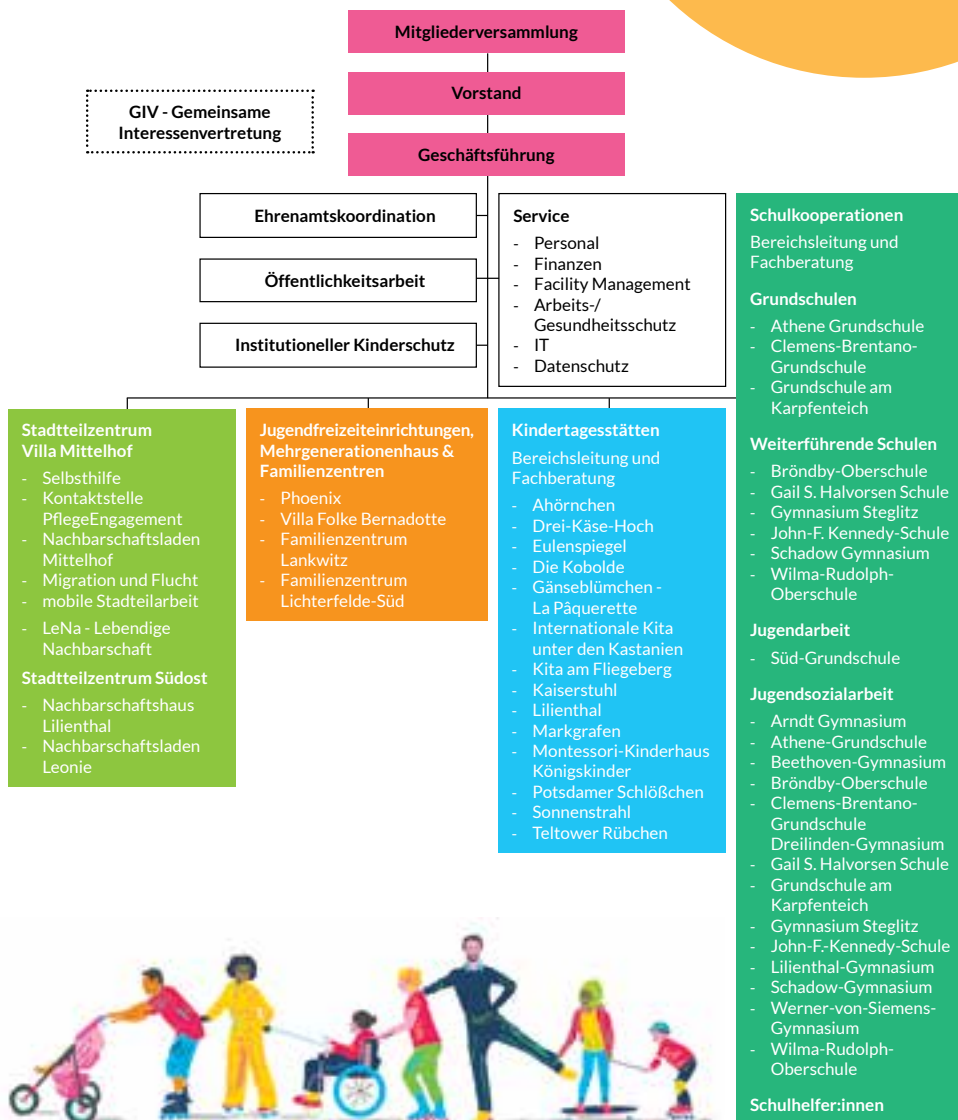 Mitgliederversammlung
Vorstand
GIV - Gemeinsame
Interessenvertretung
Geschäftsführung
Ehrenamtskoordination
Öffentlichkeitsarbeit
Institutioneller Kinderschutz
Service
- Personal
- Finanzen
- Facility Management
- Arbeits-/
Gesundheitsschutz
- IT
- Datenschutz
Stadtteilzentrum
Villa Mittelhof
- Selbsthilfe
- Kontaktstelle
PflegeEngagement
- Nachbarschaftsladen
Mittelhof
- Migration und Flucht
- mobile Stadteilarbeit
- LeNa - Lebendige
Nachbarschaft
Stadtteilzentrum Südost
- Nachbarschaftshaus
Lilienthal
- Nachbarschaftsladen
Leonie
Jugendfreizeiteinrichtungen,
Mehrgenerationenhaus &
Familienzentren
- Phoenix
- Villa Folke Bernadotte
- Familienzentrum
Lankwitz
- Familienzentrum
Lichterfelde-Süd
Kindertagesstätten
Bereichsleitung und
Fachberatung
- Ahörnchen
- Drei-Käse-Hoch
- Eulenspiegel
- Die Kobolde
- Gänseblümchen -
La Pâquerette
- Internationale Kita
unter den Kastanien
- Kita am Fliegeberg
- Kaiserstuhl
- Lilienthal
- Markgrafen
- Montessori-Kinderhaus
Königskinder
- Potsdamer Schlößchen
- Sonnenstrahl
- Teltower Rübchen
Schulkooperationen
Bereichsleitung und
Fachberatung
Grundschulen
- Athene Grundschule
- Clemens-Brentano-
Grundschule
- Grundschule am
Karpfenteich
Weiterführende Schulen
- Bröndby-Oberschule
- Gail S. Halvorsen Schule
- Gymnasium Steglitz
- John-F. Kennedy-Schule
- Schadow Gymnasium
- Wilma-Rudolph-
Oberschule
Jugendarbeit
- Süd-Grundschule
Jugendsozialarbeit
- Arndt Gymnasium
- Athene-Grundschule
- Beethoven-Gymnasium
- Bröndby-Oberschule
- Clemens-Brentano-
Grundschule
Dreilinden-Gymnasium
- Gail S. Halvorsen Schule
- Grundschule am
Karpfenteich
- Gymnasium Steglitz
- John-F.-Kennedy-Schule
- Lilienthal-Gymnasium
- Schadow-Gymnasium
- Werner-von-Siemens-
Gymnasium
- Wilma-Rudolph-
Oberschule
Schulhelfer:innen